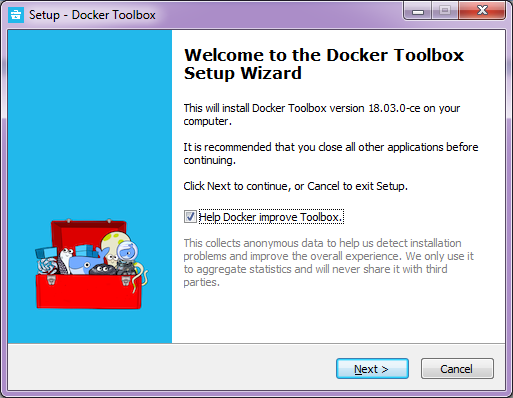 Setup - Docker Toolbox
Welcome to the Docker Toolbox
Setup Wizard
This will install Docker Toolbox version 18.03.0-ce on your
computer.
It is recommended that you close all other applications before
continuing.
Click Next to continue, or Cancel to exit Setup.
Help Docker improve Toolbox.
This collects anonymous data to help us detect installation
problems and improve the overall experience. We only use it
to aggregate statistics and will never share it with third
parties.
Next >
Cancel